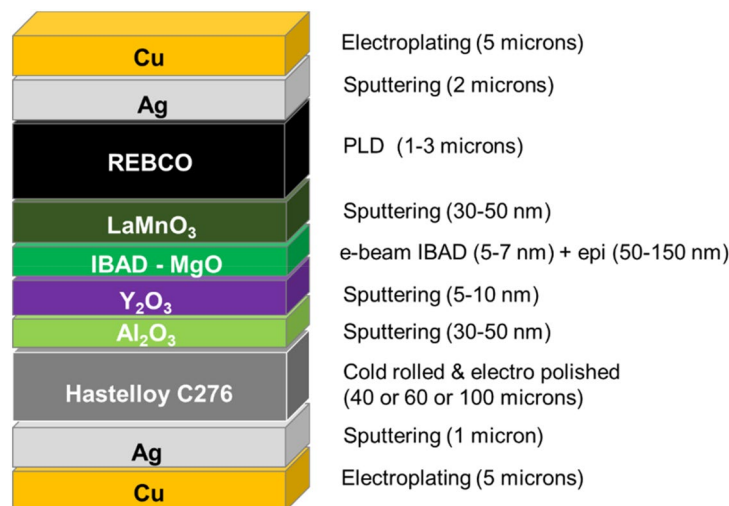 Cu Electroplating (5 microns)
Ag Sputtering (2 microns)
REBCO PLD (1-3 microns)
LaMnO₃ Sputtering (30-50 nm)
IBAD - MgO e-beam IBAD (5-7 nm) + epi (50-150 nm)
Y₂O₃ Sputtering (5-10 nm)
Al₂O₃ Sputtering (30-50 nm)
Hastelloy C276 Cold rolled & electro polished
(40 or 60 or 100 microns)
Ag Sputtering (1 micron)
Cu Electroplating (5 microns)